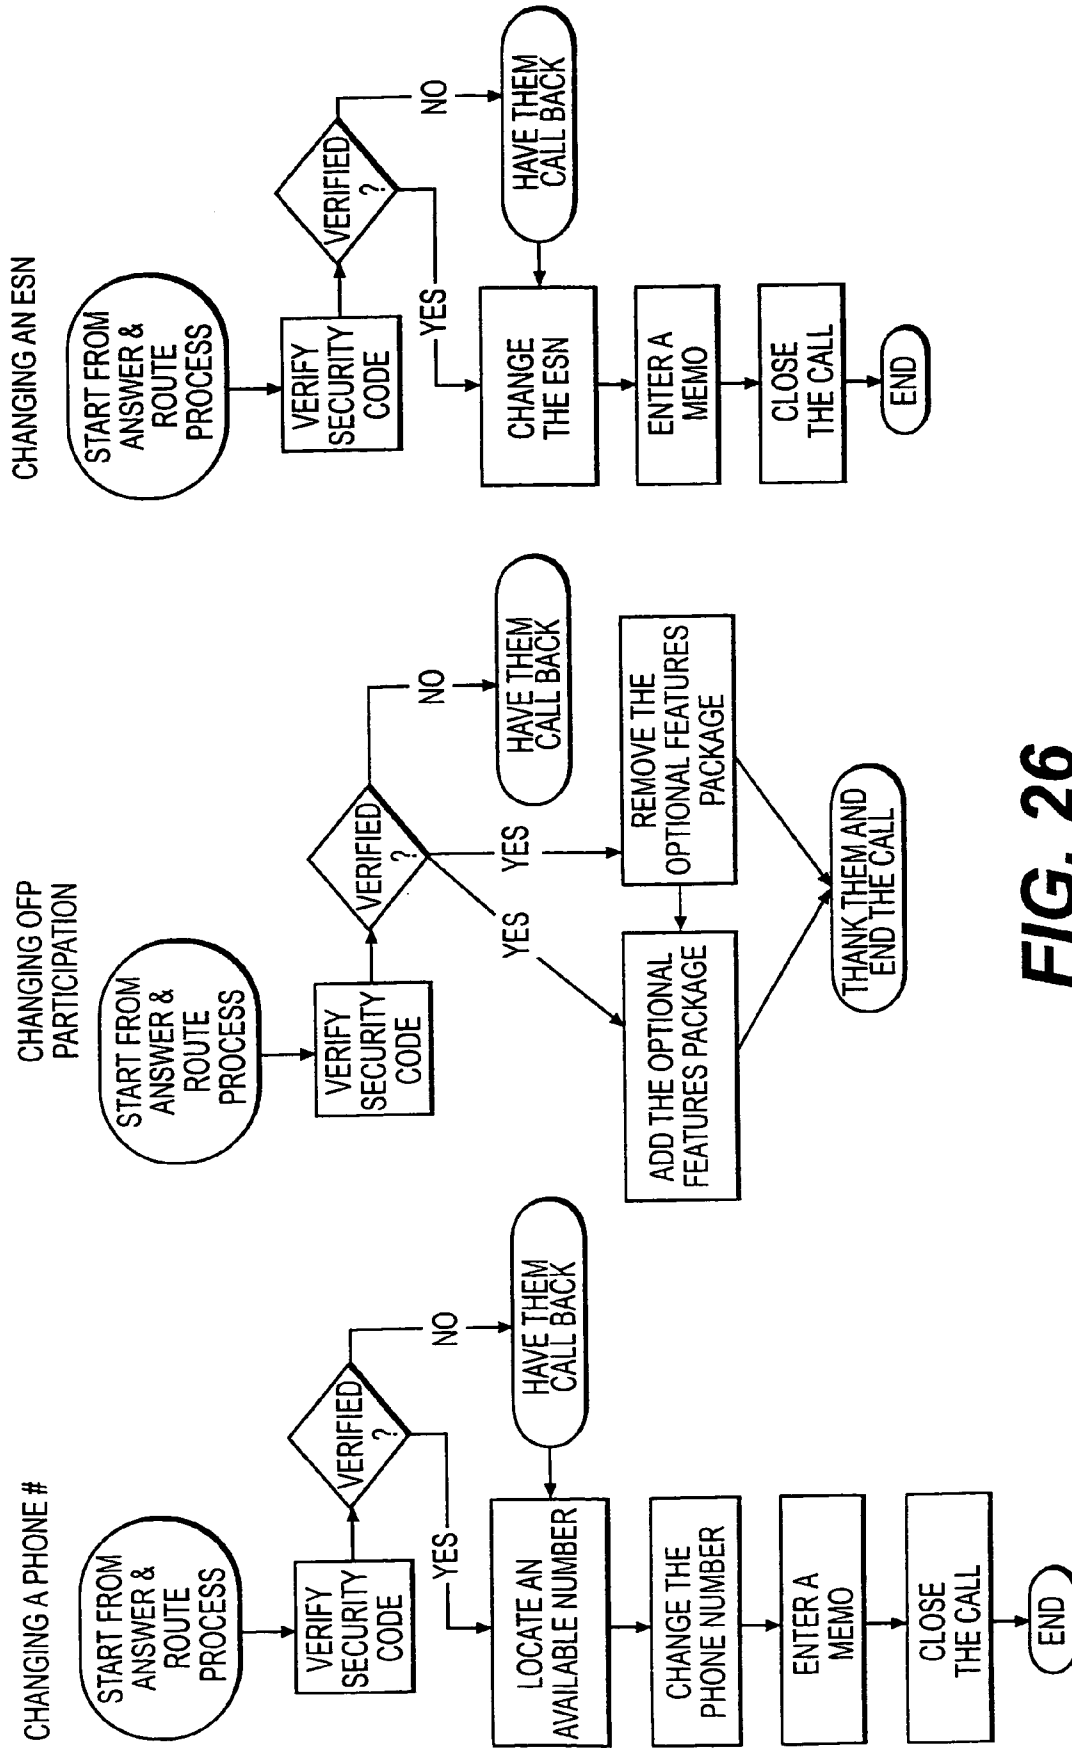 CHANGING A PHONE #
START FROM
ANSWER &
ROUTE
PROCESS
VERIFY
SECURITY
CODE
VERIFIED
?
NO
YES
HAVE THEM
CALL BACK
LOCATE AN
AVAILABLE NUMBER
CHANGE THE
PHONE NUMBER
ENTER A
MEMO
CLOSE
THE CALL
END
CHANGING OFP
PARTICIPATION
START FROM
ANSWER &
ROUTE
PROCESS
VERIFY
SECURITY
CODE
VERIFIED
?
NO
YES
YES
HAVE THEM
CALL BACK
ADD THE OPTIONAL
FEATURES PACKAGE
REMOVE THE
OPTIONAL FEATURES
PACKAGE
THANK THEM AND
END THE CALL
CHANGING AN ESN
START FROM
ANSWER &
ROUTE
PROCESS
VERIFY
SECURITY
CODE
VERIFIED
?
NO
YES
HAVE THEM
CALL BACK
CHANGE
THE ESN
ENTER A
MEMO
CLOSE
THE CALL
END
FIG. 26